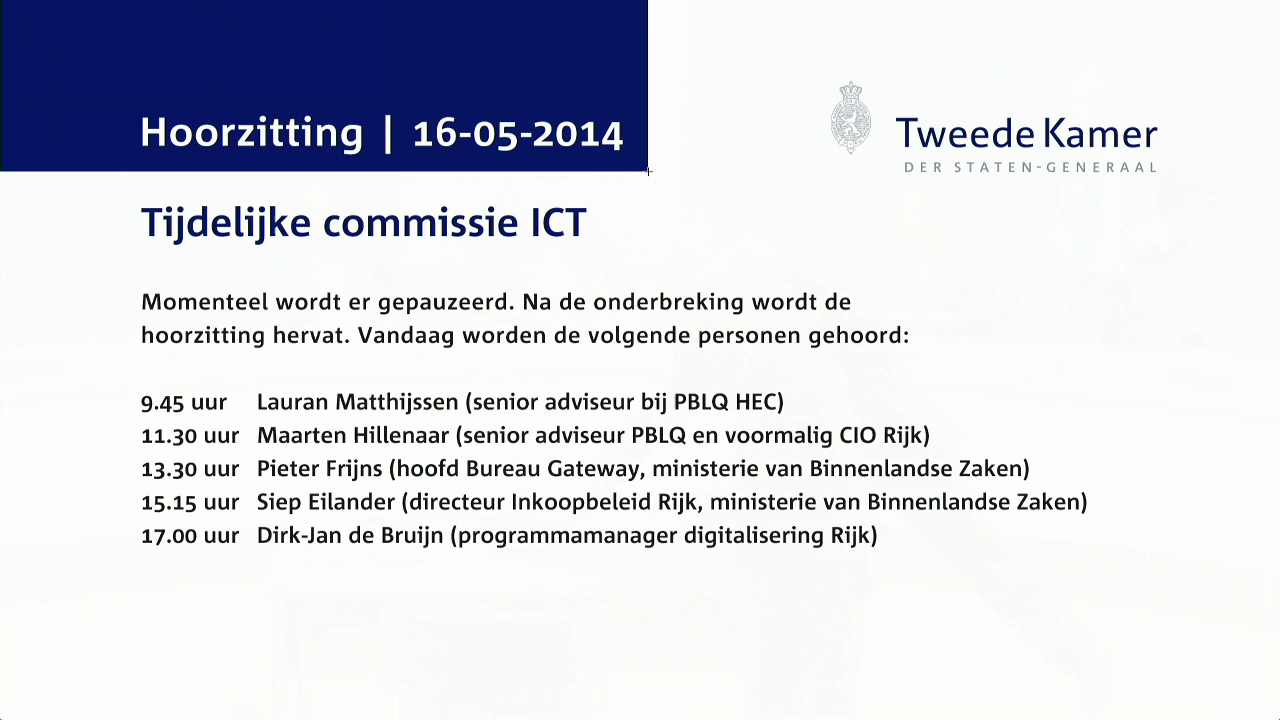 Hoorzitting | 16-05-2014
Tweede Kamer
DER STATEN-GENERAAL
Tijdelijke commissie ICT
Momenteel wordt er gepauzeerd. Na de onderbreking wordt de
hoorzitting hervat. Vandaag worden de volgende personen gehoord:
9.45 uur Lauran Matthijssen (senior adviseur bij PBLQ HEC)
11.30 uur Maarten Hillenaar (senior adviseur PBLQ en voormalig CIO Rijk)
13.30 uur Pieter Frijns (hoofd Bureau Gateway, ministerie van Binnenlandse Zaken)
15.15 uur Siep Eilander (directeur Inkoopbeleid Rijk, ministerie van Binnenlandse Zaken)
17.00 uur Dirk-Jan de Bruijn (programmamanager digitalisering Rijk)